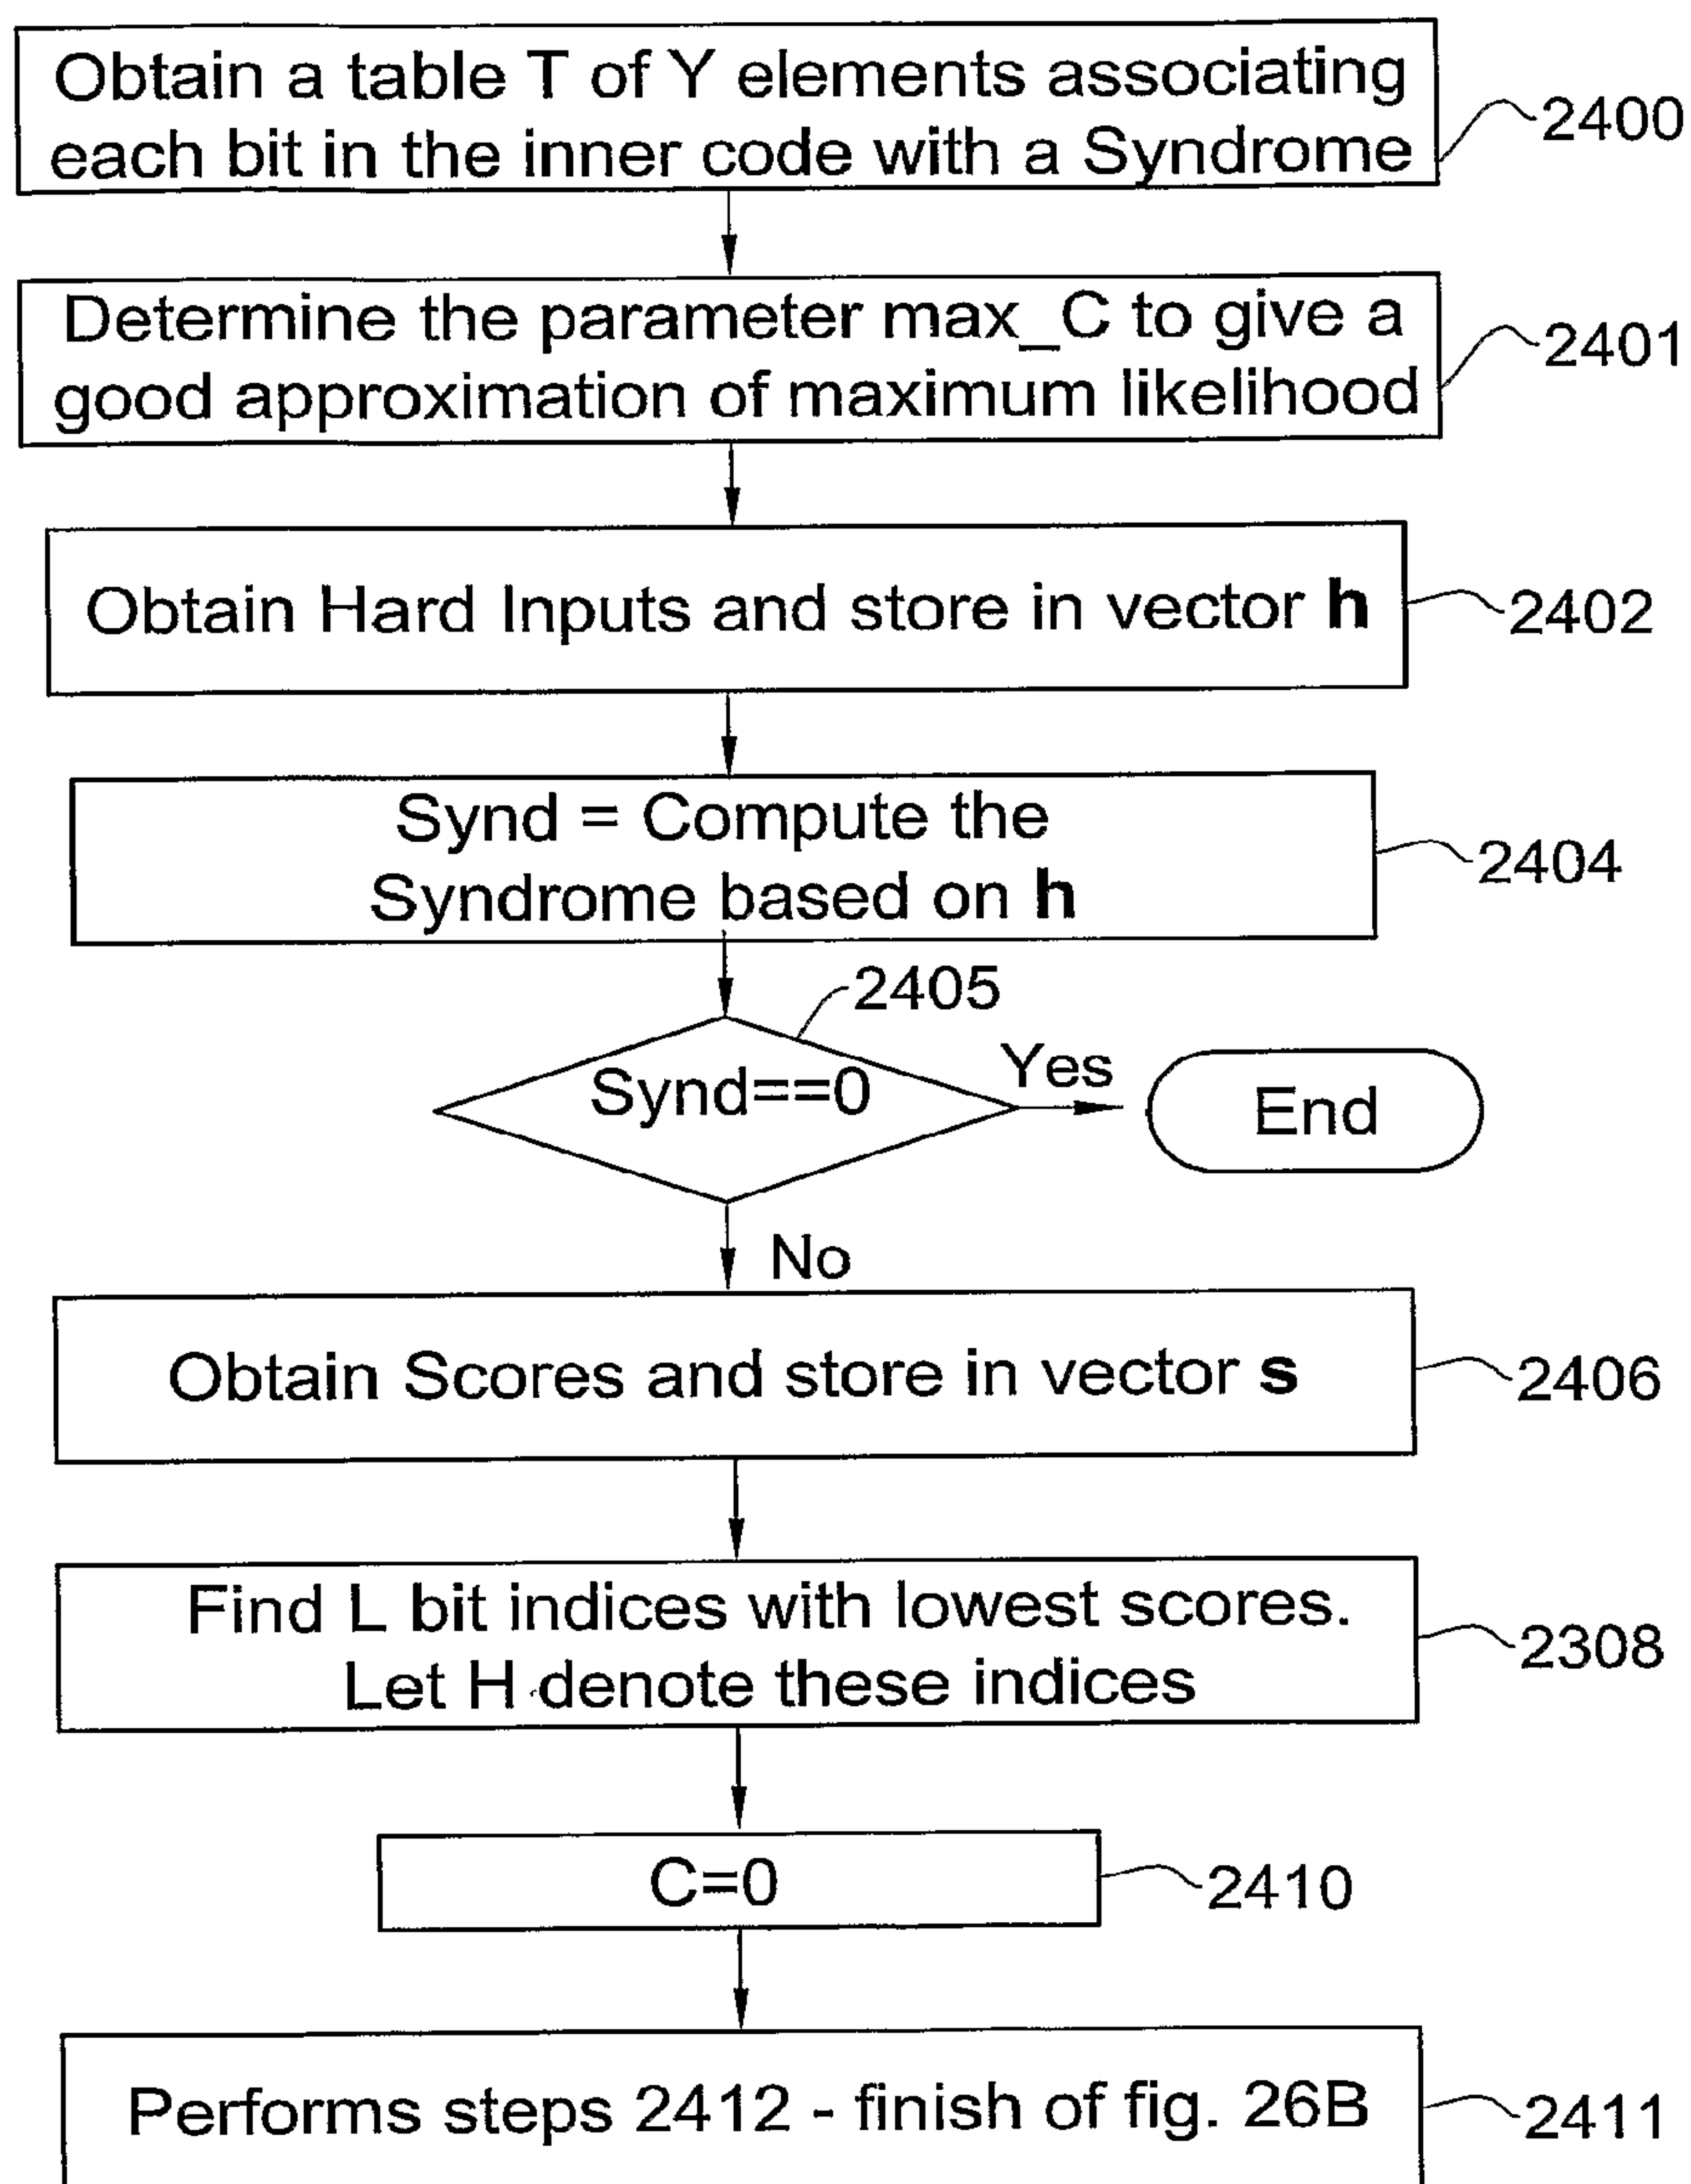 Obtain a table T of Y elements associating
each bit in the inner code with a Syndrome
2400
Determine the parameter max_C to give a
good approximation of maximum likelihood
2401
Obtain Hard Inputs and store in vector h
2402
Synd = Compute the
Syndrome based on h
2404
2405
Synd==0
Yes
End
No
Obtain Scores and store in vector s
2406
Find L bit indices with lowest scores.
Let H denote these indices
2308
C=0
2410
Performs steps 2412 - finish of fig. 26B
2411